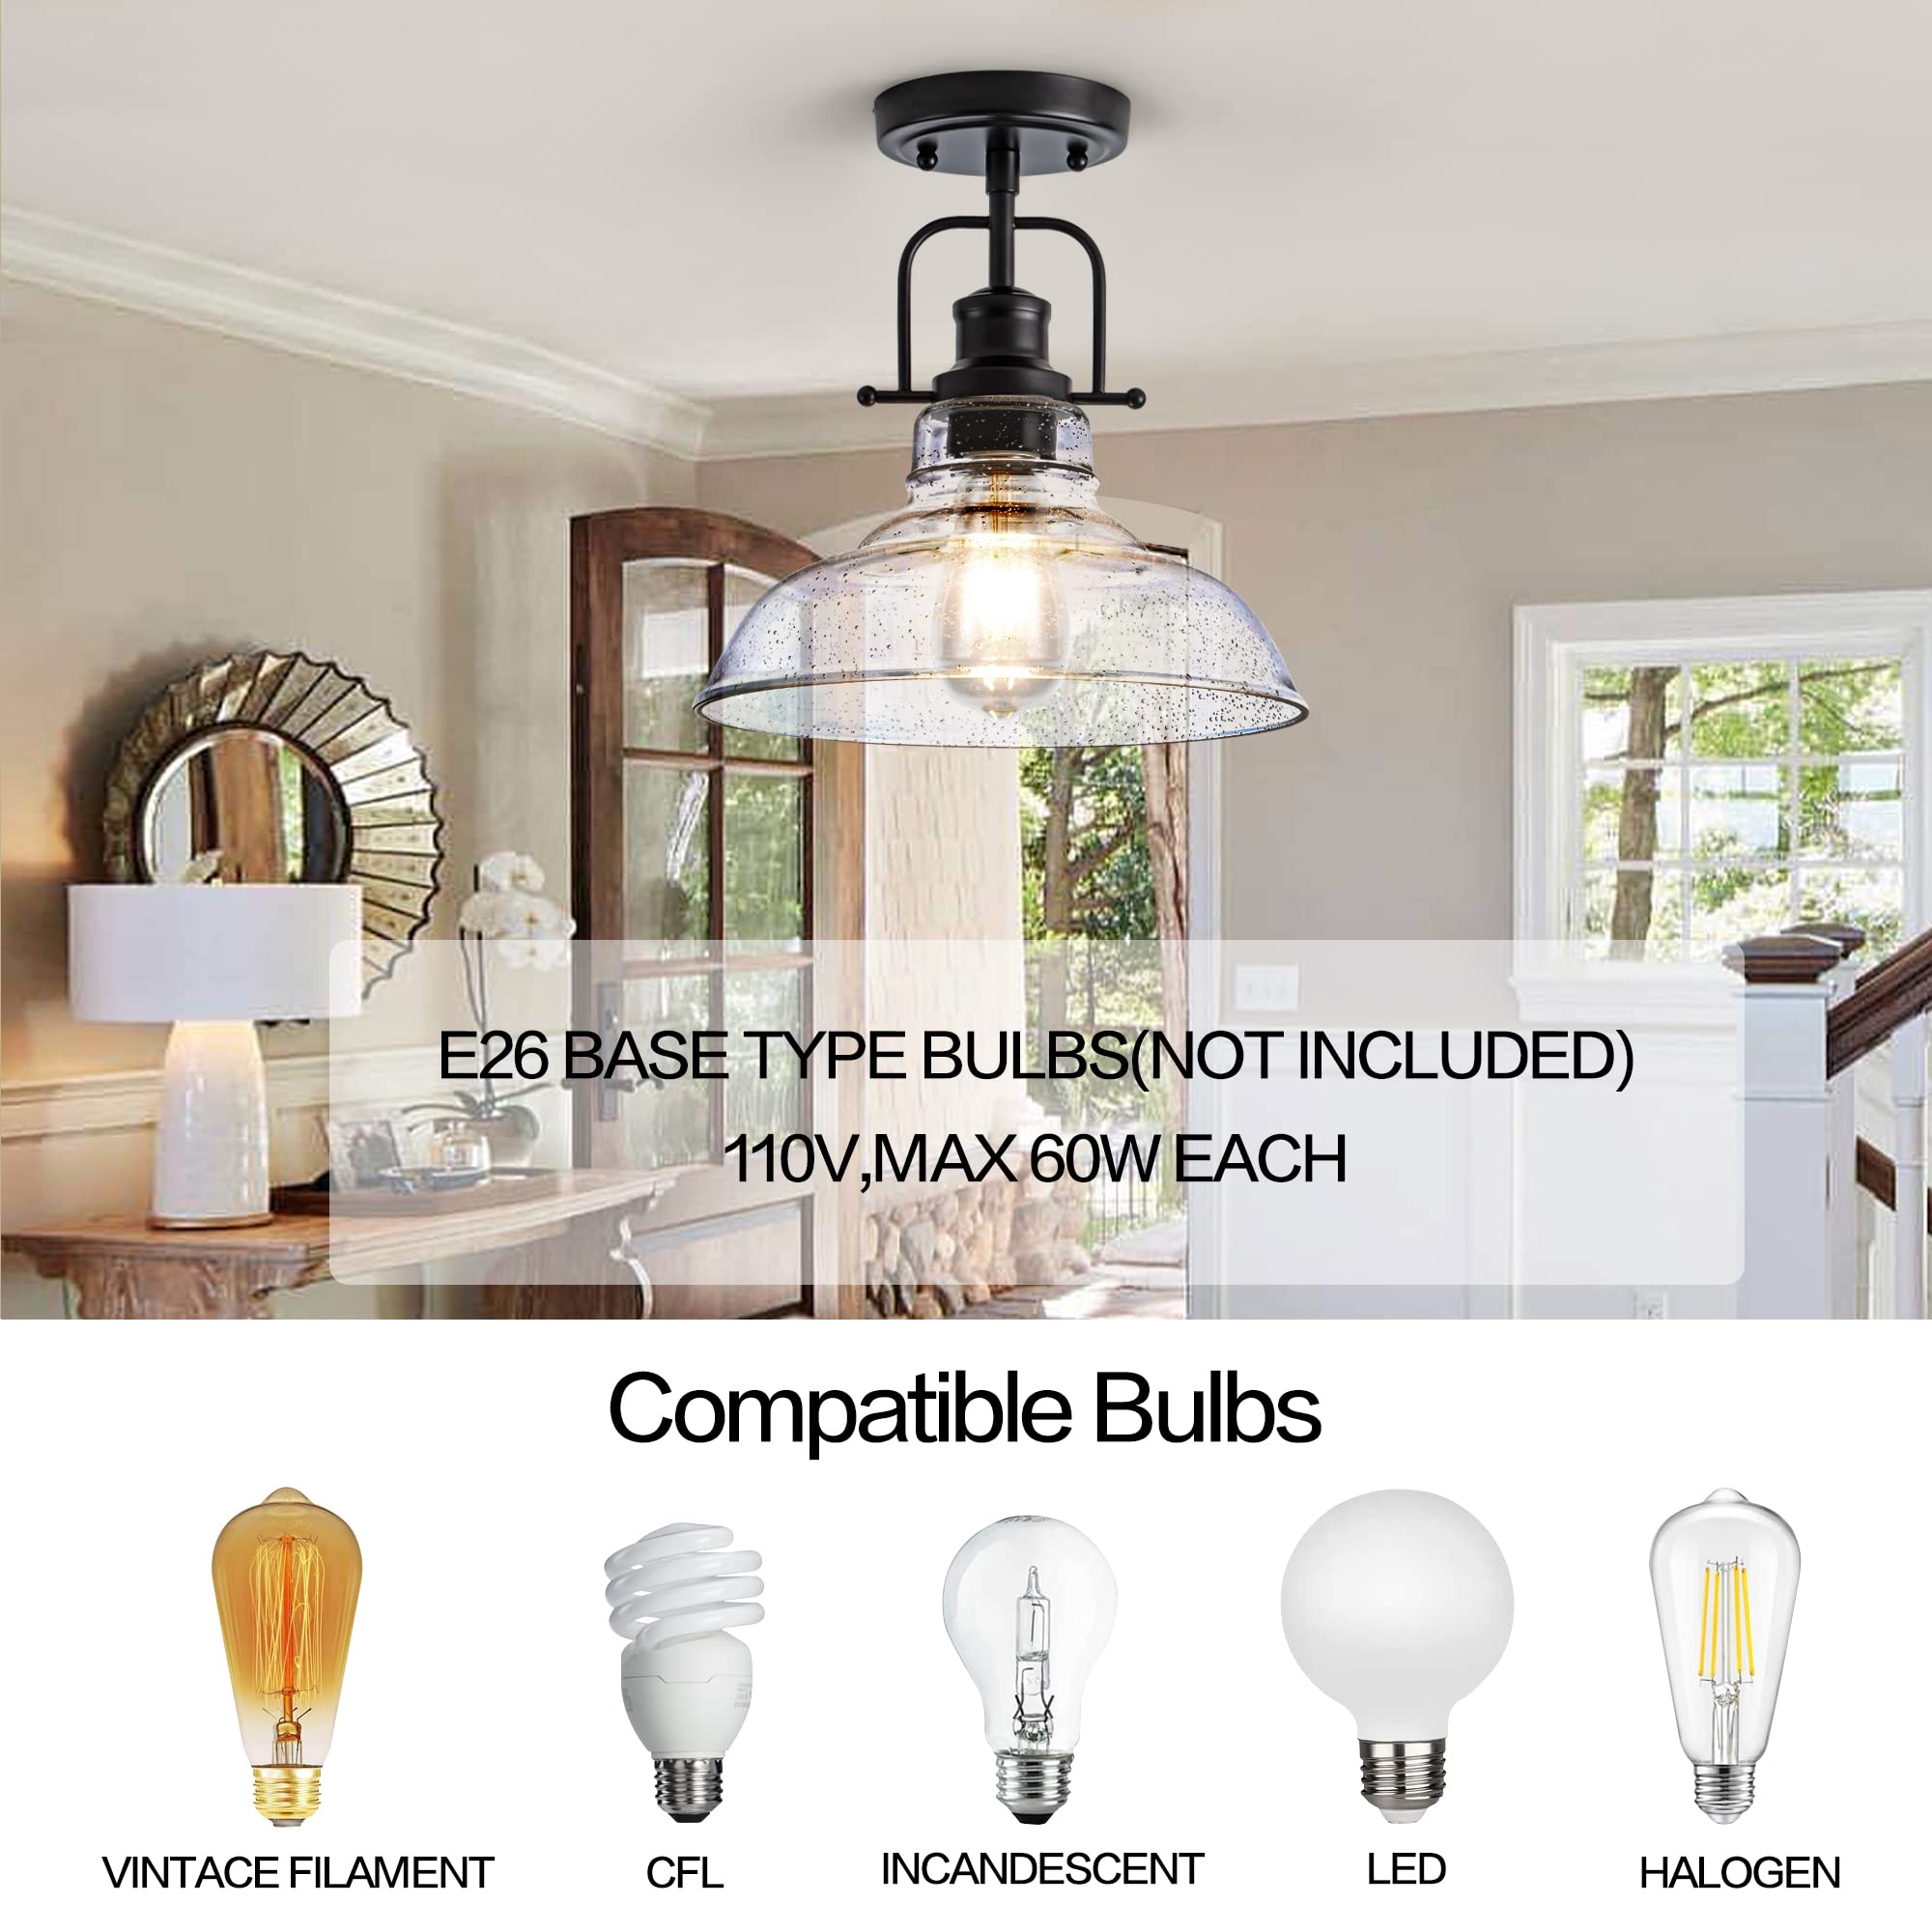 E26 BASE TYPE BULBS(NOT INCLUDED)
110V,MAX 60W EACH
Compatible Bulbs
VINTACE FILAMENT
CFL
INCANDESCENT
LED
HALOGEN